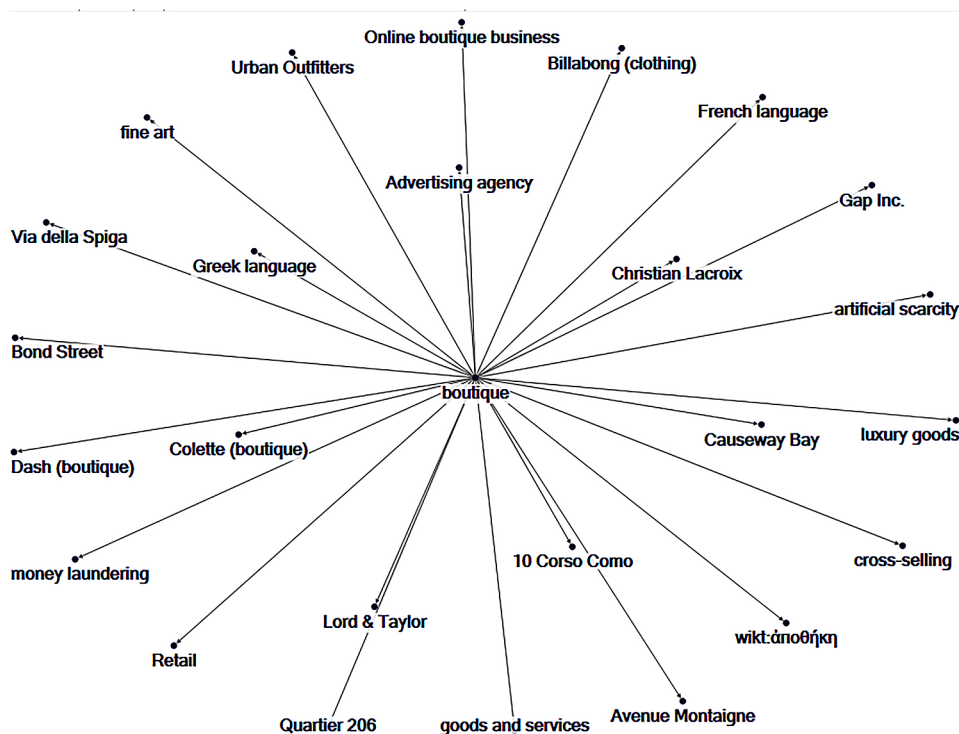 Online boutique business
Urban Outfitters
Billabong (clothing)
French language
fine art
Advertising agency
Gap Inc.
Via della Spiga
Greek language
Christian Lacroix
artificial scarcity
Bond Street
boutique
Causeway Bay
luxury goods
Colette (boutique)
Dash (boutique)
10 Corso Como
cross-selling
money laundering
Lord & Taylor
wikt:ἀποθήκη
Retail
Avenue Montaigne
Quartier 206
goods and services